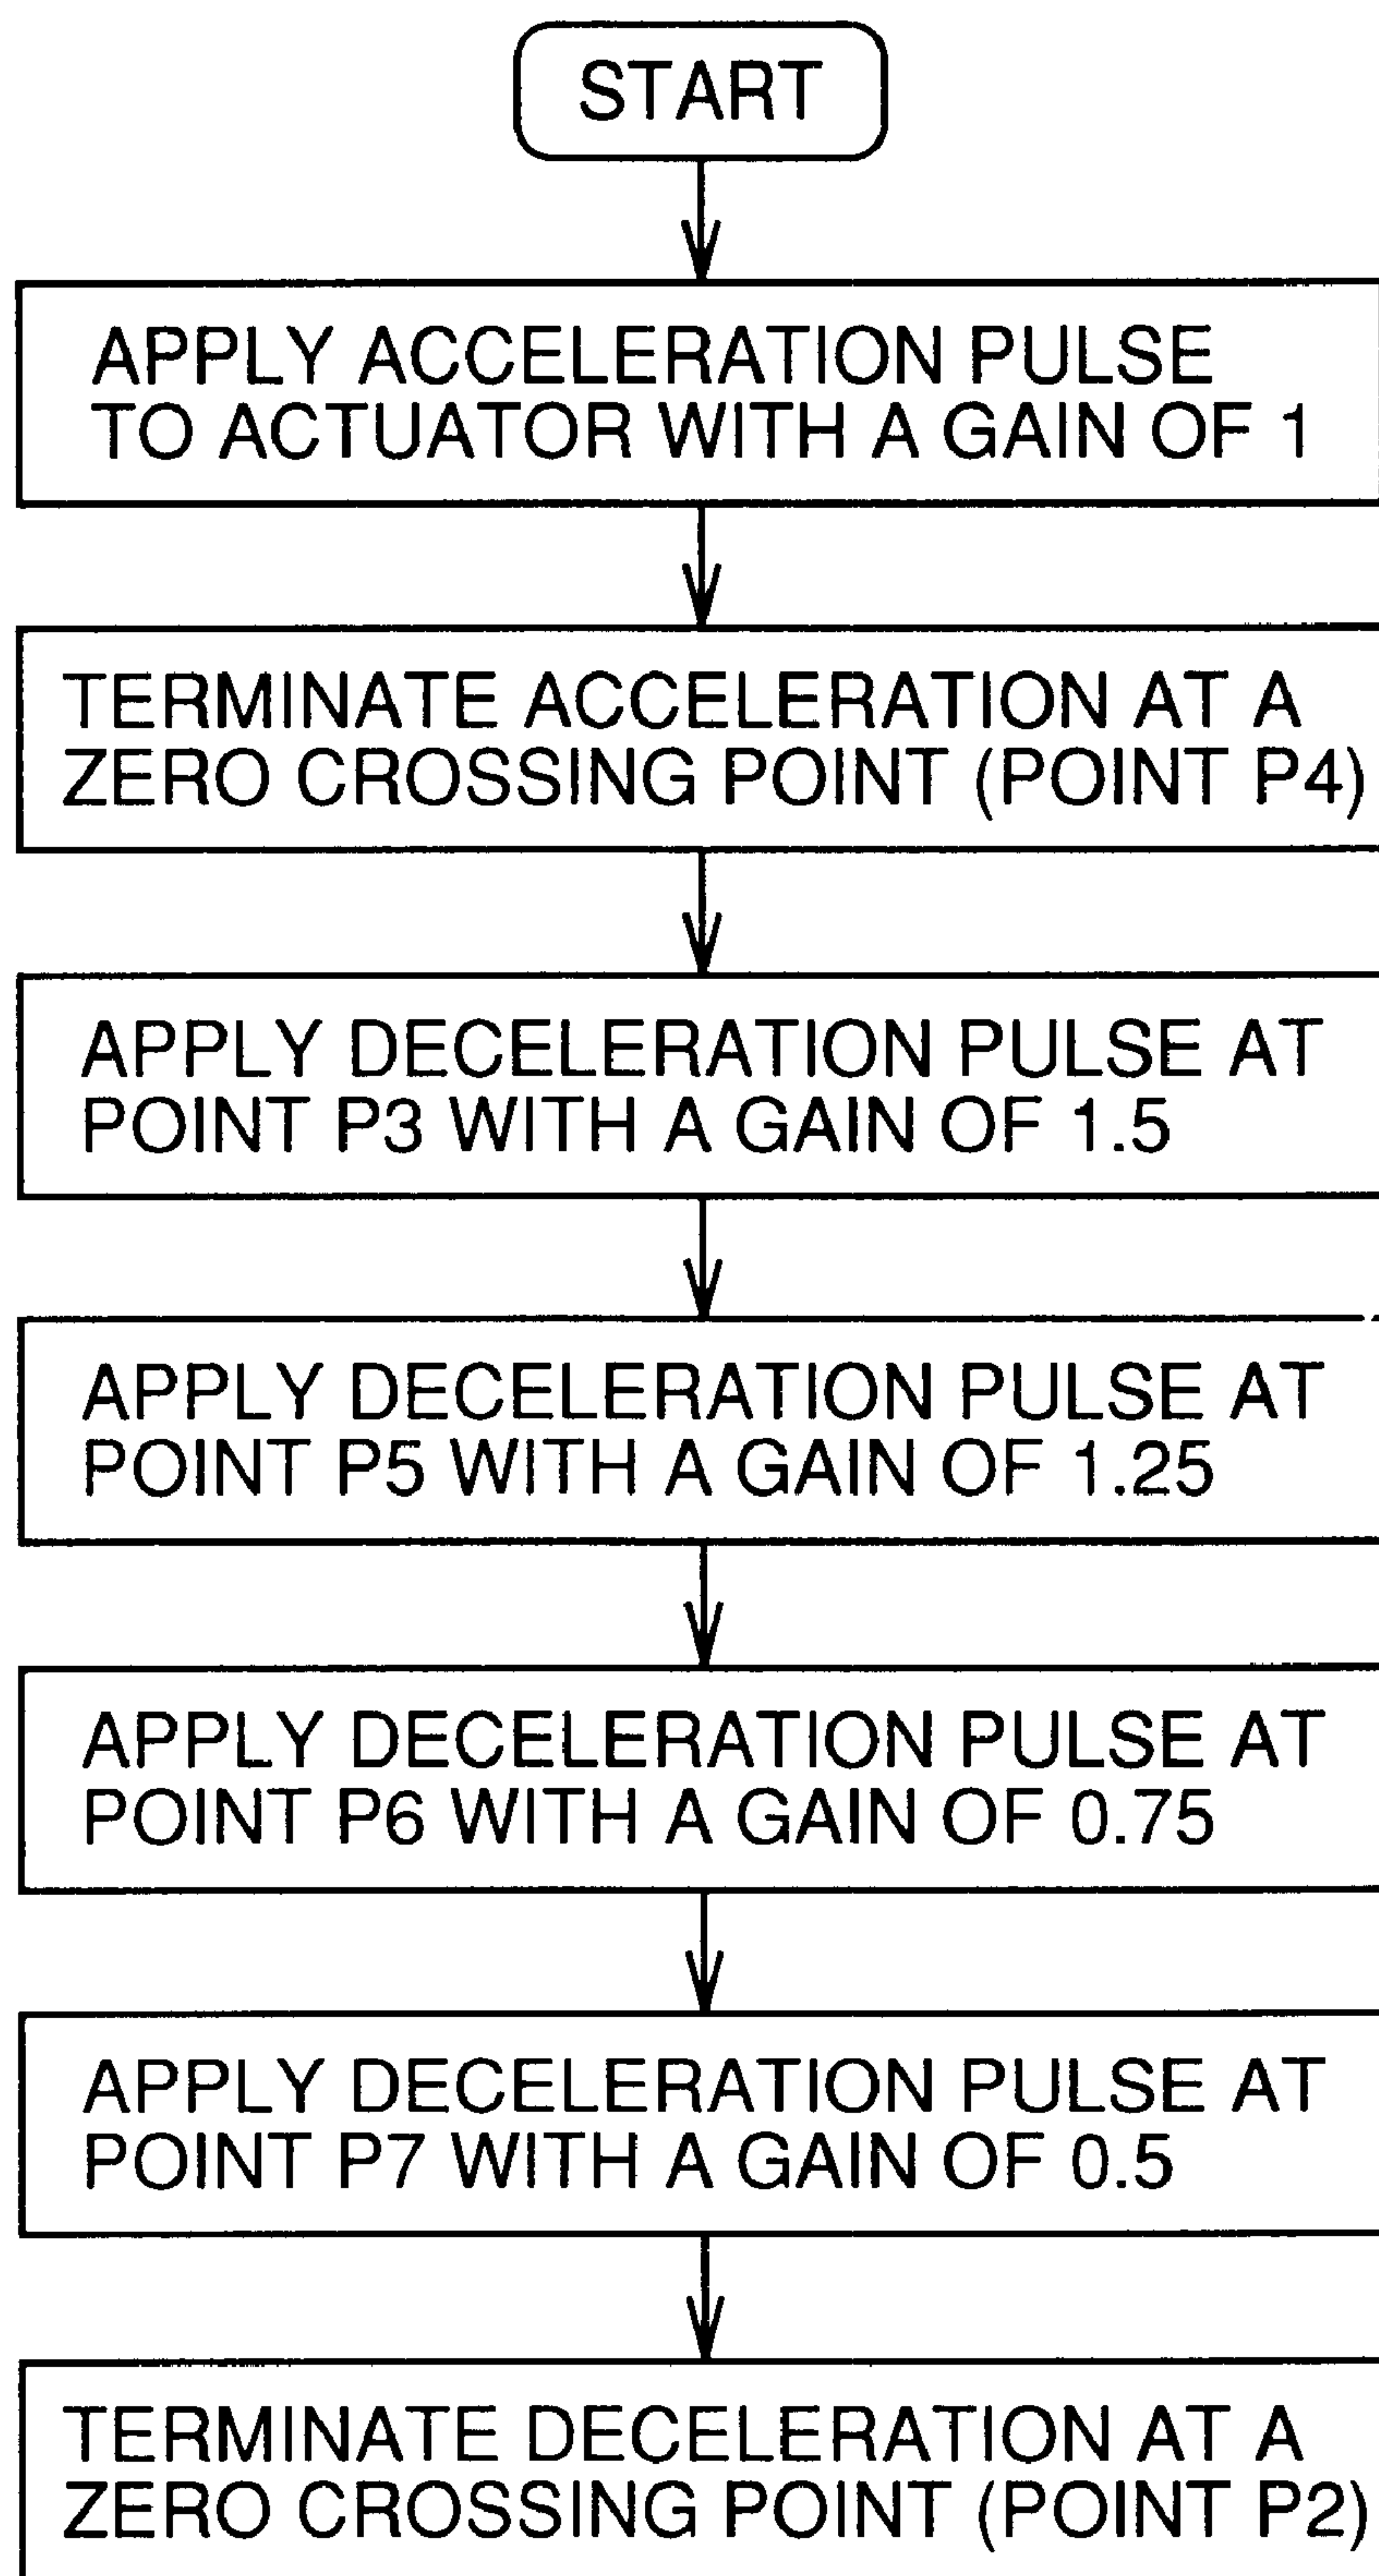 START
APPLY ACCELERATION PULSE
TO ACTUATOR WITH A GAIN OF 1
TERMINATE ACCELERATION AT A
ZERO CROSSING POINT (POINT P4)
APPLY DECELERATION PULSE AT
POINT P3 WITH A GAIN OF 1.5
APPLY DECELERATION PULSE AT
POINT P5 WITH A GAIN OF 1.25
APPLY DECELERATION PULSE AT
POINT P6 WITH A GAIN OF 0.75
APPLY DECELERATION PULSE AT
POINT P7 WITH A GAIN OF 0.5
TERMINATE DECELERATION AT A
ZERO CROSSING POINT (POINT P2)